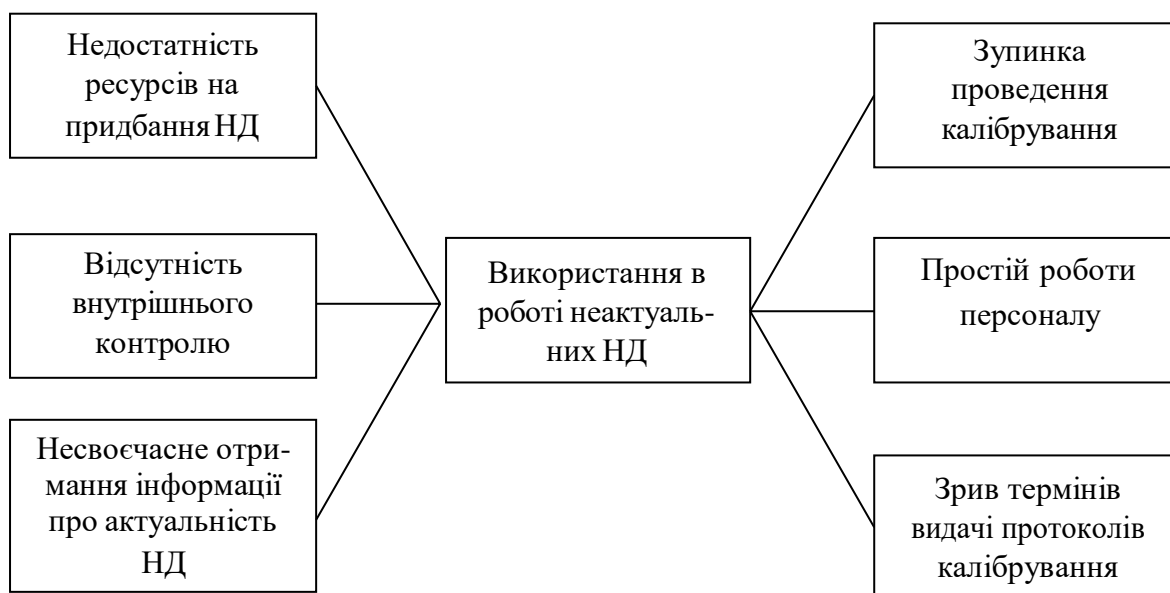 Недостатність
ресурсів на
придбання НД
Відсутність
внутрішнього
контролю
Несвоєчасне отри-
мання інформації
про актуальність
НД
Використання в
роботі неактуаль-
них НД
Зупинка
проведення
калібрування
Простій роботи
персоналу
Зрив термінів
видачі протоколів
калібрування